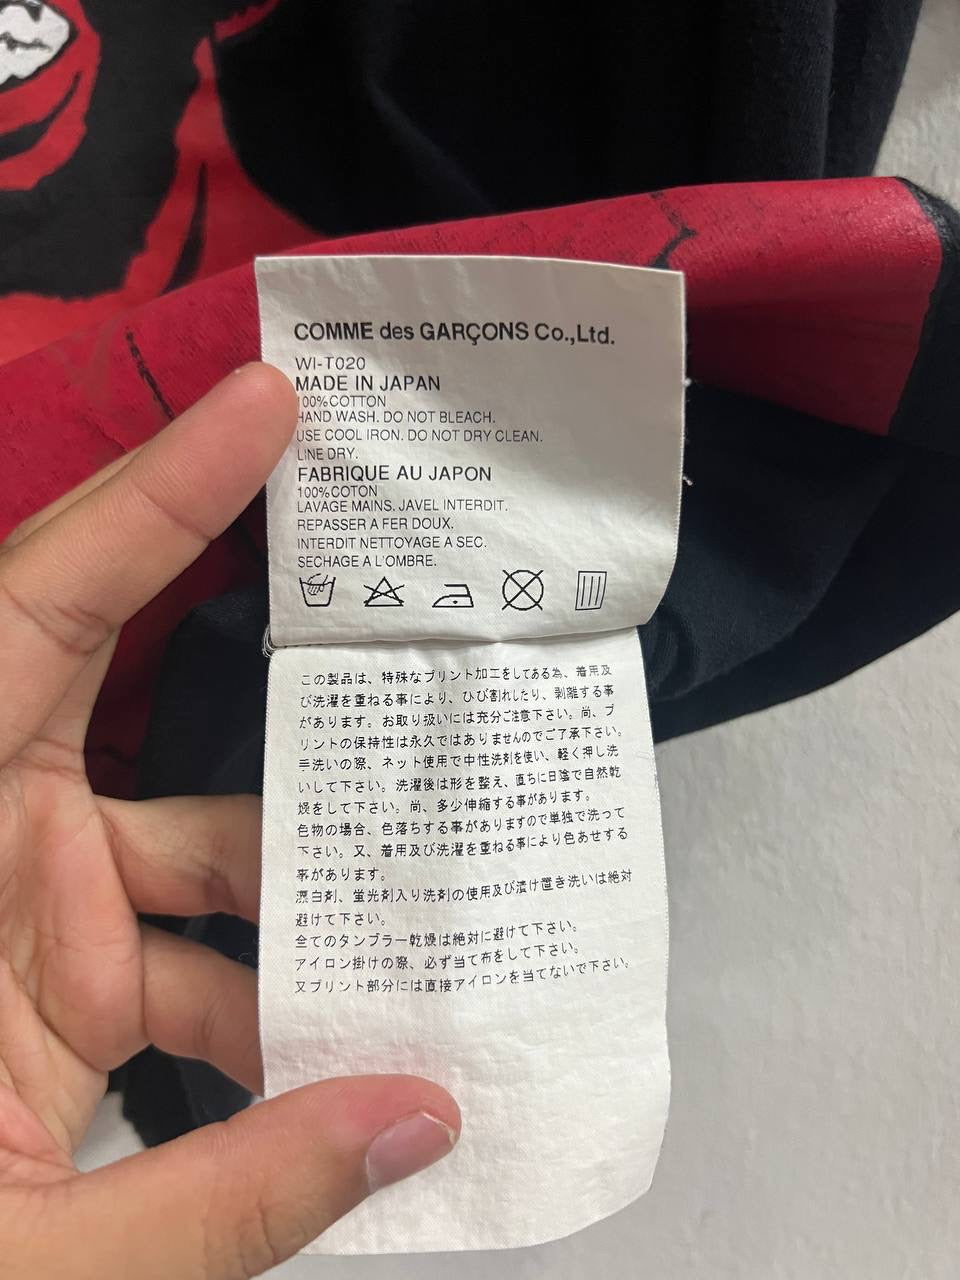 COMME des GARÇONS Co.,Ltd.
WI-T020
MADE IN JAPAN
100%COTTON
HAND WASH. DO NOT BLEACH.
USE COOL IRON. DO NOT DRY CLEAN.
LINE DRY.
FABRIQUE AU JAPON
100%COTON
LAVAGE MAINS. JAVEL INTERDIT.
REPASSER A FER DOUX.
INTERDIT NETTOYAGE A SEC.
SECHAGE A L'OMBRE.
この製品は、特殊なプリント加工をしてある為、着用及
び洗濯を重ねる事により、ひび割れしたり、剥離する事
があります。お取り扱いには充分ご注意下さい。尚、プ
リントの保持性は永久ではありませんのでご了承下さい。
手洗いの際、ネット使用で中性洗剤を使い、軽く押し洗
いして下さい。洗濯後は形を整え、直ちに日陰で自然乾
燥をして下さい。尚、多少伸縮する事があります。
色物の場合、色落ちする事がありますので単独で洗って
下さい。又、着用及び洗濯を重ねる事により色あせする
事があります。
漂白剤、蛍光剤入り洗剤の使用及び漬け置き洗いは絶対
避けて下さい。
全てのタンブラー乾燥は絶対に避けて下さい。
アイロン掛けの際、必ず当て布をして下さい。
又プリント部分には直接アイロンを当てないで下さい。